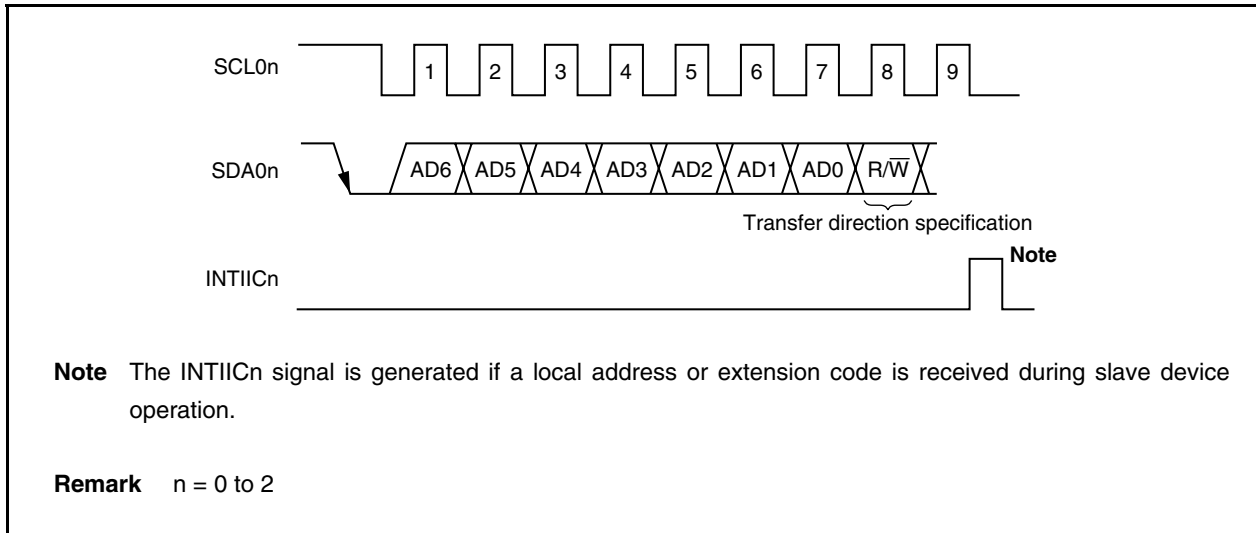 SCL0n
1 2 3 4 5 6 7 8 9
SDA0n
AD6 AD5 AD4 AD3 AD2 AD1 AD0 R/W̅
Transfer direction specification
INTIICn
Note
Note The INTIICn signal is generated if a local address or extension code is received during slave device
operation.
Remark n = 0 to 2